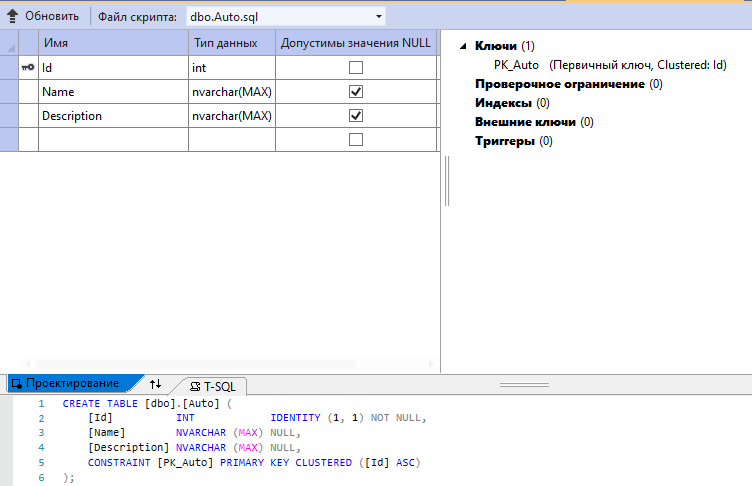 Обновить Файл скрипта: dbo.Auto.sql
Имя Тип данных Допустимы значения NULL
Id int
Name nvarchar(MAX)
Description nvarchar(MAX)
Ключи (1)
PK_Auto (Первичный ключ, Clustered: Id)
Проверочное ограничение (0)
Индексы (0)
Внешние ключи (0)
Триггеры (0)
Проектирование T-SQL
1 CREATE TABLE [dbo].[Auto] (
2 [Id] INT IDENTITY (1, 1) NOT NULL,
3 [Name] NVARCHAR (MAX) NULL,
4 [Description] NVARCHAR (MAX) NULL,
5 CONSTRAINT [PK_Auto] PRIMARY KEY CLUSTERED ([Id] ASC)
6 );